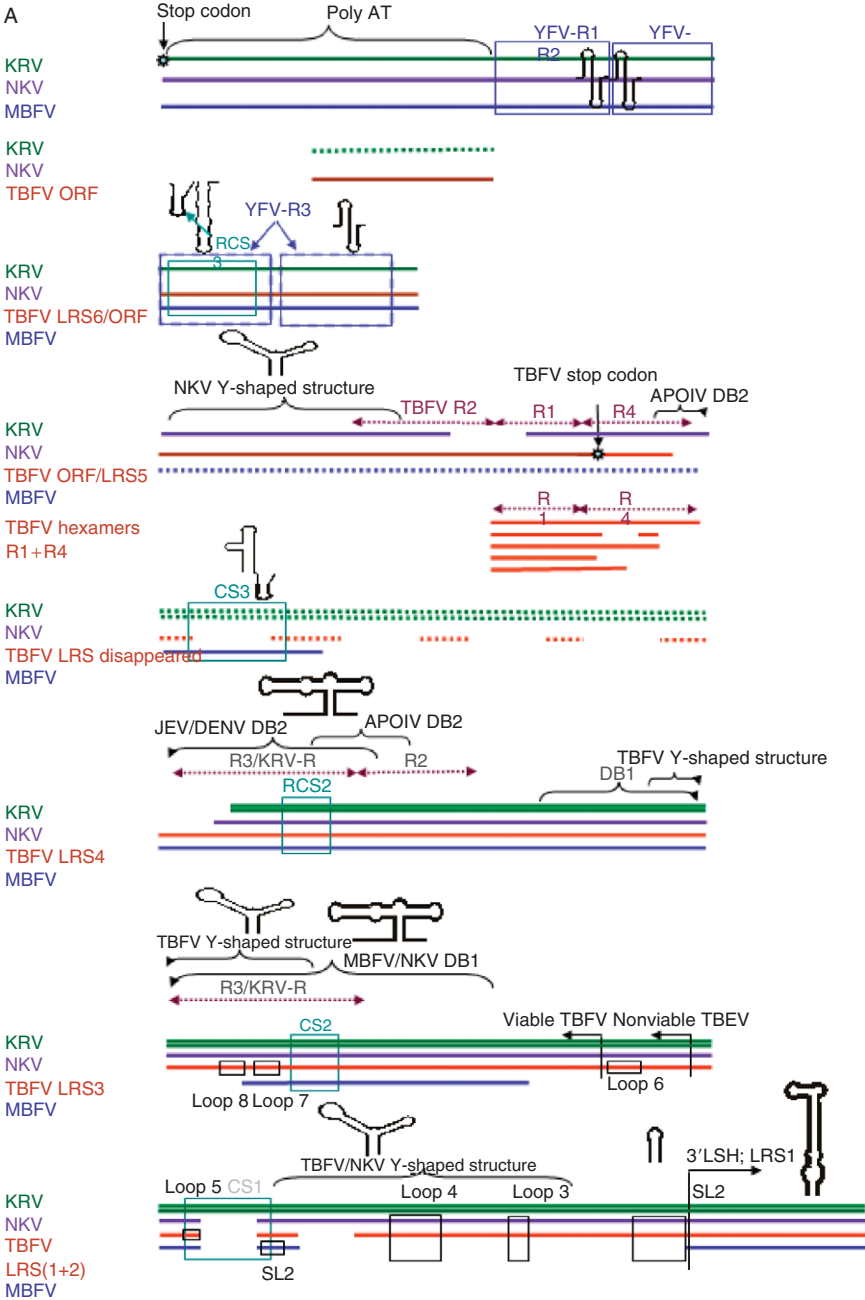 A
Stop codon
Poly AT
YFV-R1
YFV-
R2
KRV
NKV
MBFV
KRV
NKV
TBFV ORF
YFV-R3
RCS
3
KRV
NKV
TBFV LRS6/ORF
MBFV
NKV Y-shaped structure
TBFV stop codon
APOIV DB2
TBFV R2
R1
R4
KRV
NKV
TBFV ORF/LRS5
MBFV
R
R
1
4
TBFV hexamers
R1+R4
CS3
KRV
NKV
TBFV LRS disappeared
MBFV
JEV/DENV DB2
APOIV DB2
R3/KRV-R
R2
TBFV Y-shaped structure
DB1
RCS2
KRV
NKV
TBFV LRS4
MBFV
TBFV Y-shaped structure
MBFV/NKV DB1
R3/KRV-R
CS2
Viable TBFV Nonviable TBEV
KRV
NKV
TBFV LRS3
MBFV
Loop 8 Loop 7
Loop 6
TBFV/NKV Y-shaped structure
3′LSH; LRS1
Loop 5 CS1
Loop 4
Loop 3
SL2
KRV
NKV
TBFV
LRS(1+2)
MBFV
SL2